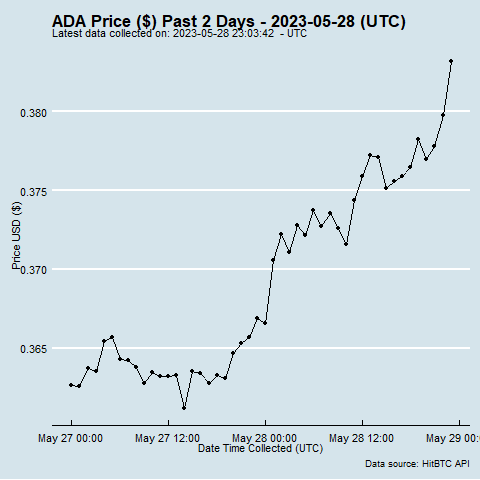 ADA Price ($) Past 2 Days - 2023-05-28 (UTC)
Latest data collected on: 2023-05-28 23:03:42 - UTC
0.380
0.375
0.370
0.365
Price USD ($)
May 27 00:00 May 27 12:00 May 28 00:00 May 28 12:00 May 29 0
Date Time Collected (UTC)
Data source: HitBTC API